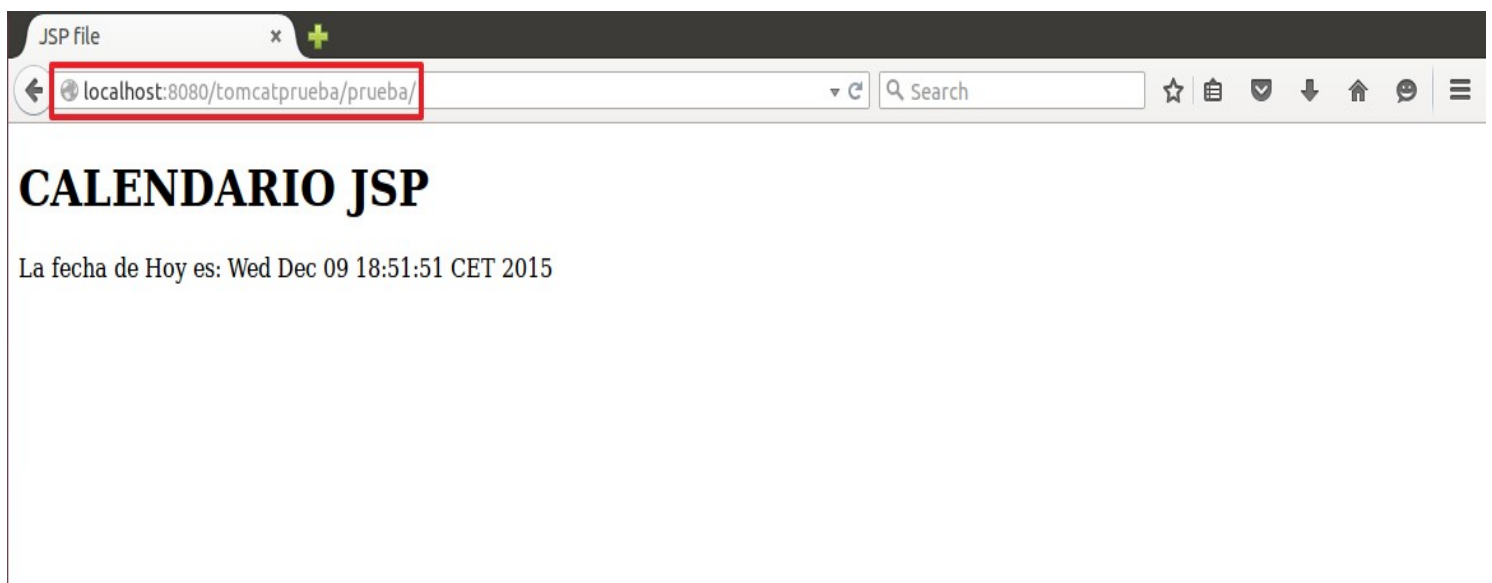 JSP file
localhost:8080/tomcatprueba/prueba/
Search
CALENDARIO JSP
La fecha de Hoy es: Wed Dec 09 18:51:51 CET 2015